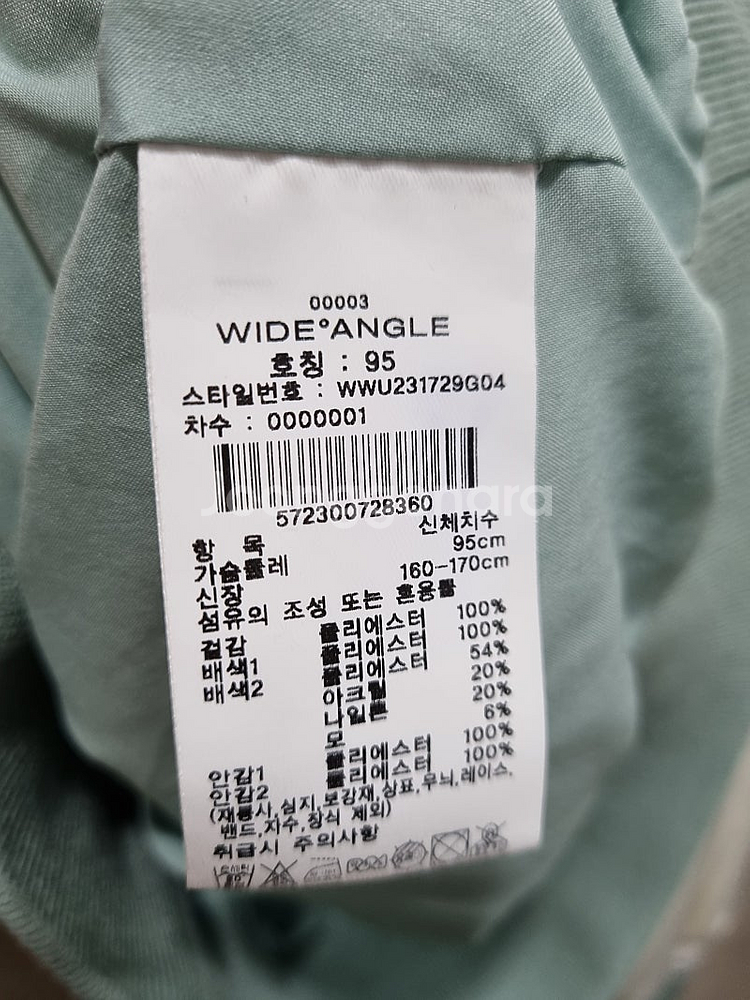 00003
WIDE°ANGLE
호칭 : 95
스타일번호 : WWU231729G04
차수 : 0000001
572300728360
항 목 신체치수
가슴둘레 95cm
신장 160-170cm
섬유의 조성 또는 혼용률
겉감 폴리에스터 100%
배색1 폴리에스터 100%
배색2 폴리에스터 54%
아크릴 20%
나일론 20%
모 6%
안감1 폴리에스터 100%
안감2 폴리에스터 100%
(재봉사,심지,보강재,상표,무늬,레이스,
밴드,자수,장식 제외)
취급시 주의사항